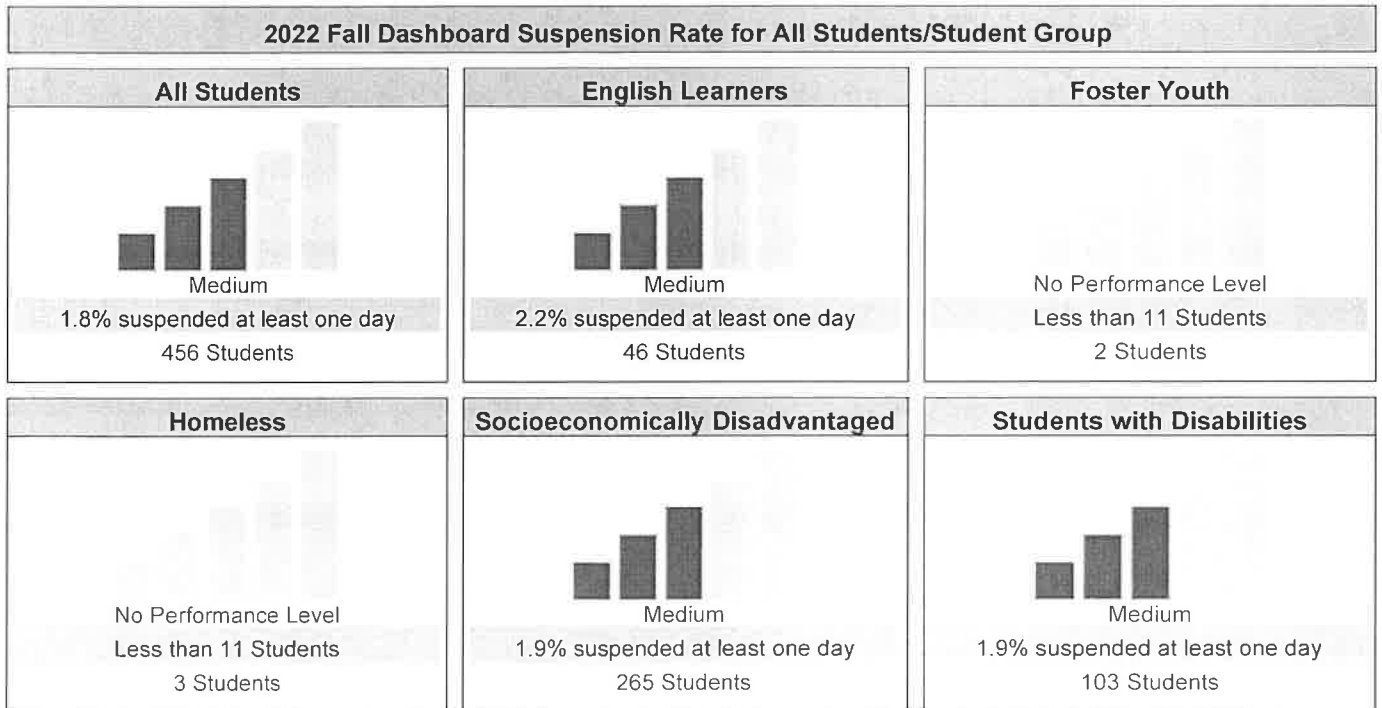 2022 Fall Dashboard Suspension Rate for All Students/Student Group
All Students
Medium
1.8% suspended at least one day
456 Students
English Learners
Medium
2.2% suspended at least one day
46 Students
Foster Youth
No Performance Level
Less than 11 Students
2 Students
Homeless
No Performance Level
Less than 11 Students
3 Students
Socioeconomically Disadvantaged
Medium
1.9% suspended at least one day
265 Students
Students with Disabilities
Medium
1.9% suspended at least one day
103 Students